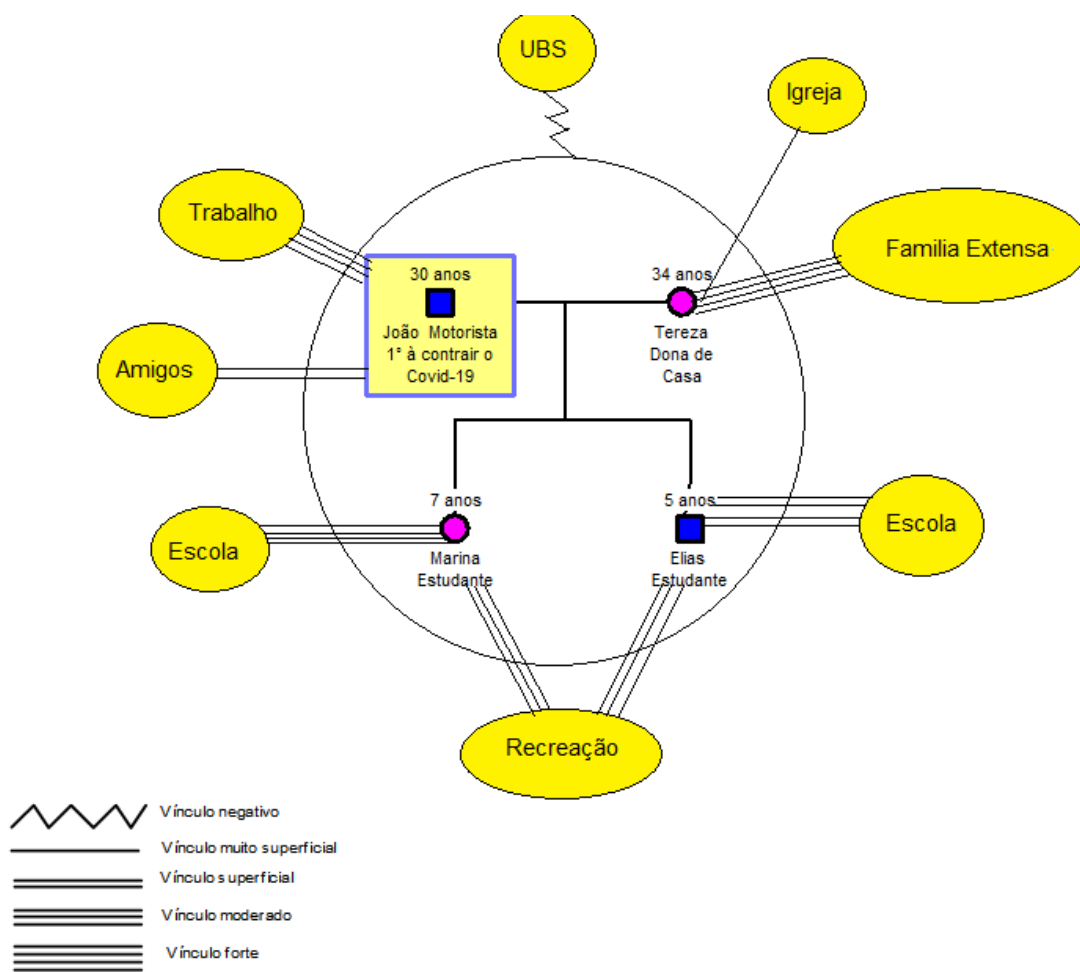 UBS
Igreja
Trabalho
Familia Extensa
30 anos
34 anos
João Motorista
1° à contrair o
Covid-19
Tereza
Dona de
Casa
Amigos
7 anos
5 anos
Escola
Marina
Estudante
Elias
Estudante
Escola
Recreação
Vínculo negativo
Vínculo muito superficial
Vínculo superficial
Vínculo moderado
Vínculo forte